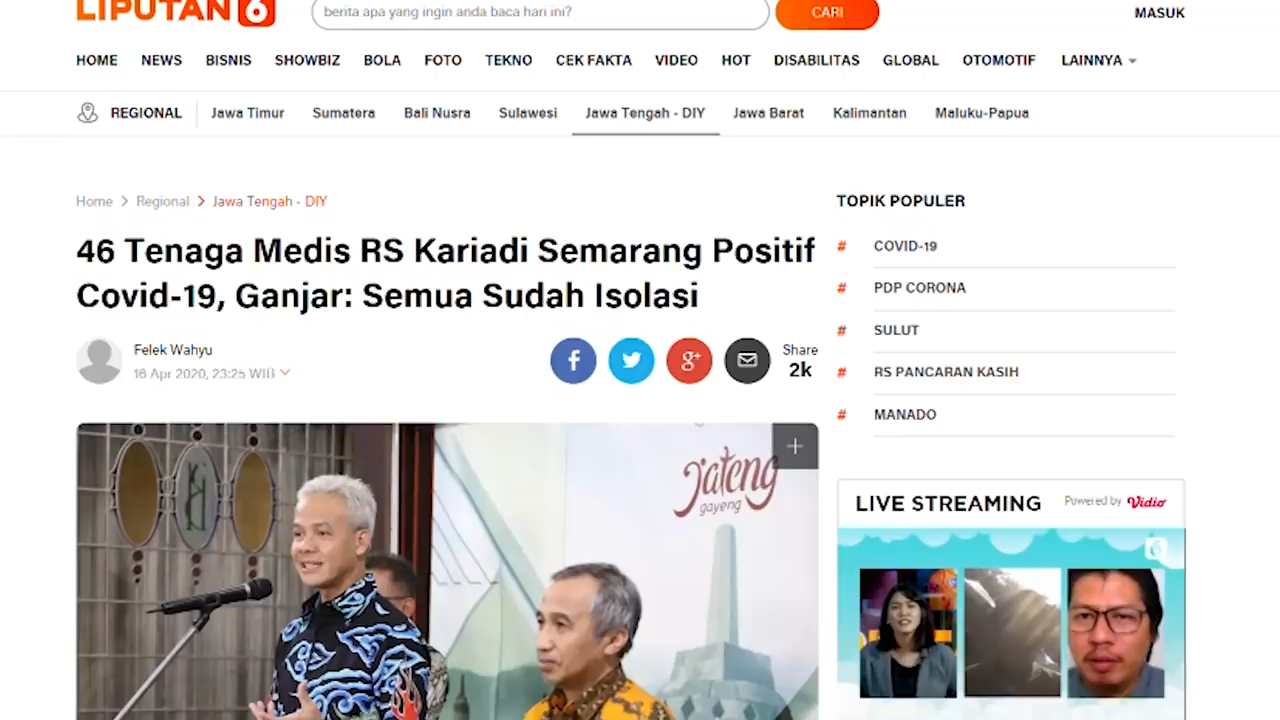 LIPUTAN 6
berita apa yang ingin anda baca hari ini?
CARI
MASUK
HOME NEWS BISNIS SHOWBIZ BOLA FOTO TEKNO CEK FAKTA VIDEO HOT DISABILITAS GLOBAL OTOMOTIF LAINNYA
REGIONAL Jawa Timur Sumatera Bali Nusra Sulawesi Jawa Tengah - DIY Jawa Barat Kalimantan Maluku-Papua
Home > Regional > Jawa Tengah - DIY
46 Tenaga Medis RS Kariadi Semarang Positif
Covid-19, Ganjar: Semua Sudah Isolasi
Felek Wahyu
16 Apr 2020, 23:25 WIB
Share
2k
jateng
gayeng
TOPIK POPULER
# COVID-19
# PDP CORONA
# SULUT
# RS PANCARAN KASIH
# MANADO
LIVE STREAMING Powered by Vidio